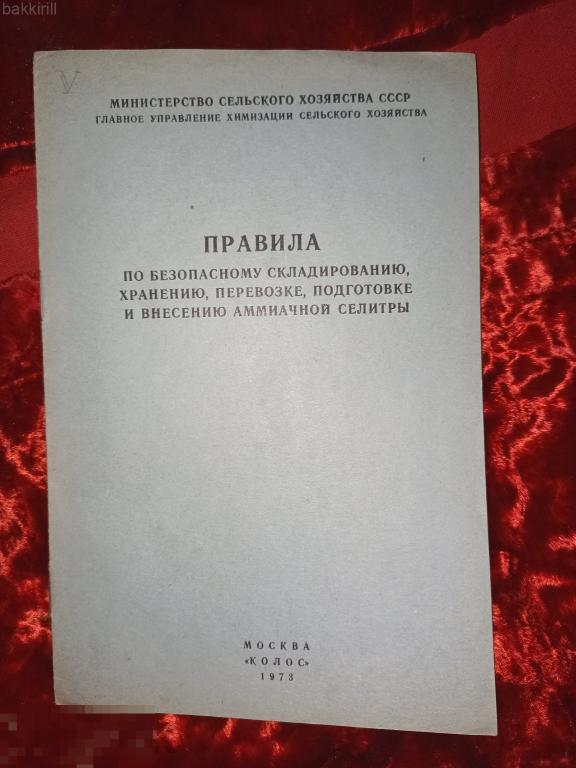 bakkirill
V
МИНИСТЕРСТВО СЕЛЬСКОГО ХОЗЯЙСТВА СССР
ГЛАВНОЕ УПРАВЛЕНИЕ ХИМИЗАЦИИ СЕЛЬСКОГО ХОЗЯЙСТВА
ПРАВИЛА
ПО БЕЗОПАСНОМУ СКЛАДИРОВАНИЮ,
ХРАНЕНИЮ, ПЕРЕВОЗКЕ, ПОДГОТОВКЕ
И ВНЕСЕНИЮ АММИАЧНОЙ СЕЛИТРЫ
МОСКВА
«КОЛОС»
1973
bakkirill